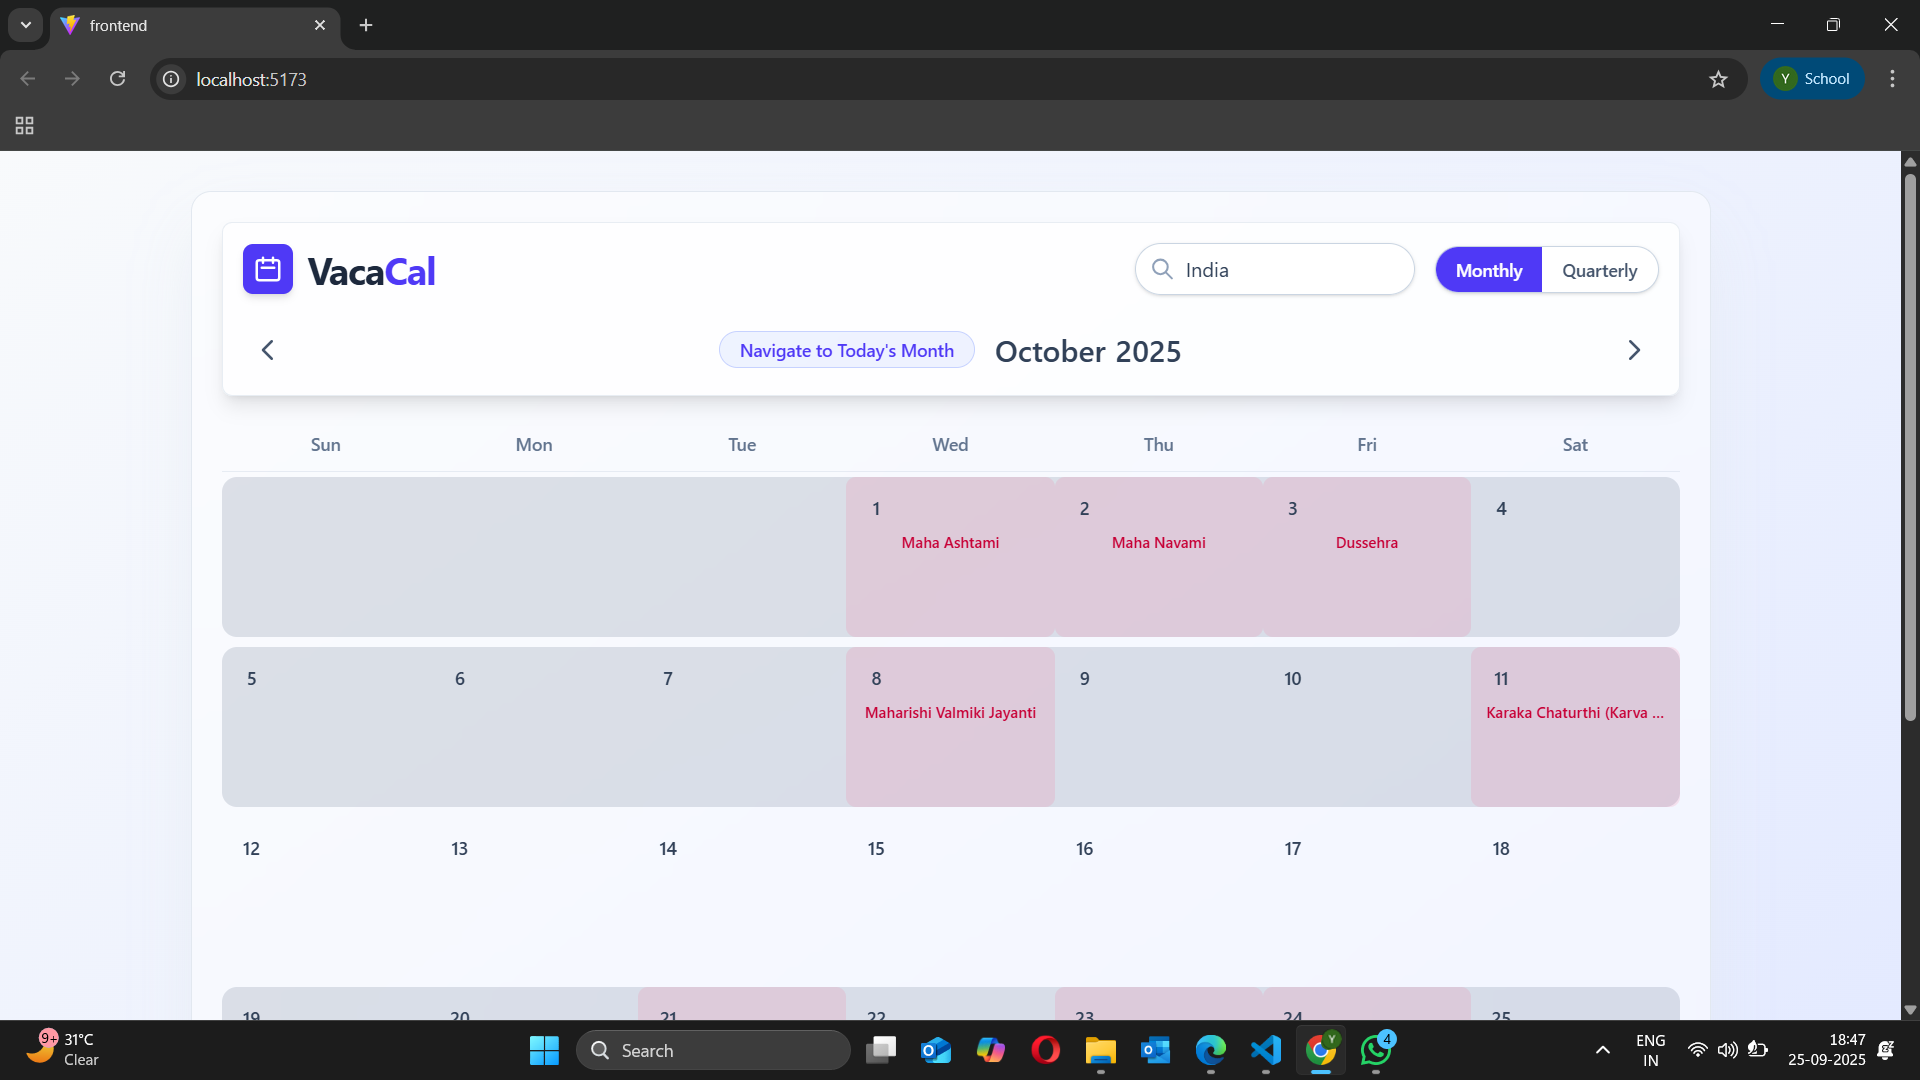 frontend
localhost:5173
Y School
VacaCal
India
Monthly
Quarterly
Navigate to Today's Month
October 2025
Sun Mon Tue Wed Thu Fri Sat
1 2 3 4
Maha Ashtami Maha Navami Dussehra
5 6 7 8 9 10 11
Maharishi Valmiki Jayanti Karaka Chaturthi (Karva ...
12 13 14 15 16 17 18
19 20 21 22 23 24 25
9+ 31°C
Clear
Search
Y
4
ENG
IN
18:47
25-09-2025